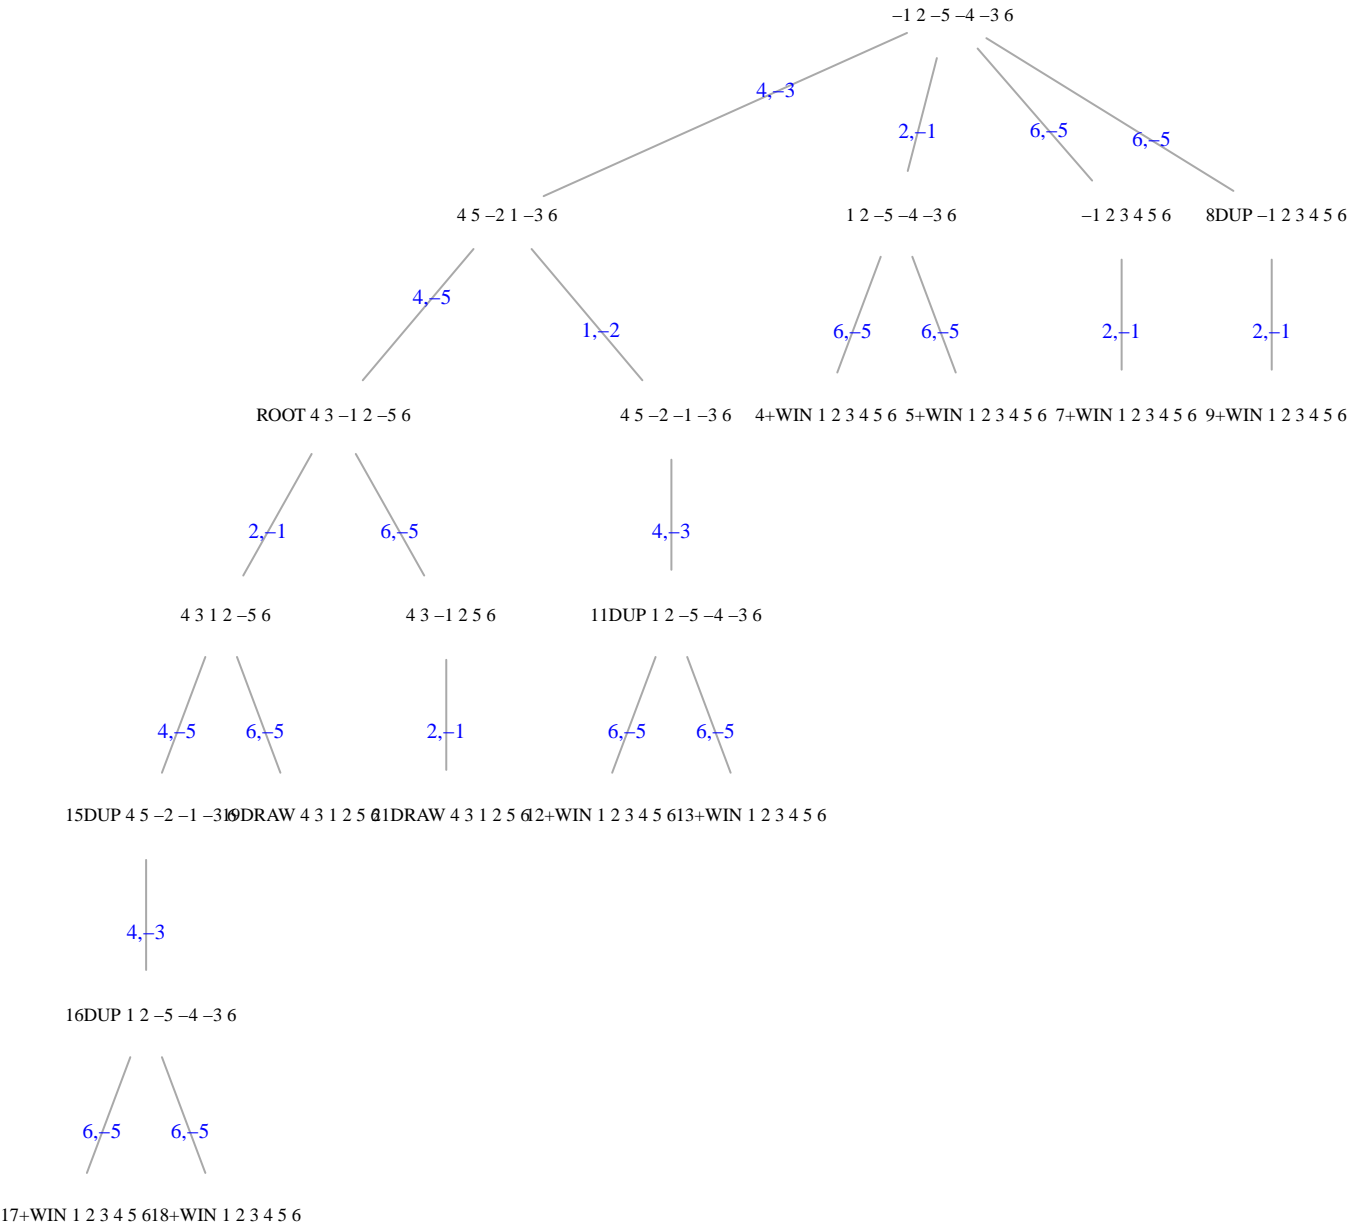 –1 2 –5 –4 –3 6
4,–3
2,–1
6,–5
6,–5
4 5 –2 1 –3 6
1 2 –5 –4 –3 6
–1 2 3 4 5 6
8DUP –1 2 3 4 5 6
4,–5
1,–2
6,–5
6,–5
2,–1
2,–1
ROOT 4 3 –1 2 –5 6
4 5 –2 –1 –3 6
4+WIN 1 2 3 4 5 6
5+WIN 1 2 3 4 5 6
7+WIN 1 2 3 4 5 6
9+WIN 1 2 3 4 5 6
2,–1
6,–5
4,–3
4 3 1 2 –5 6
4 3 –1 2 5 6
11DUP 1 2 –5 –4 –3 6
4,–5
6,–5
2,–1
6,–5
6,–5
15DUP 4 5 –2 –1 –3 6
19DRAW 4 3 1 2 5 6
21DRAW 4 3 1 2 5 6
12+WIN 1 2 3 4 5 6
13+WIN 1 2 3 4 5 6
4,–3
16DUP 1 2 –5 –4 –3 6
6,–5
6,–5
17+WIN 1 2 3 4 5 6
18+WIN 1 2 3 4 5 6